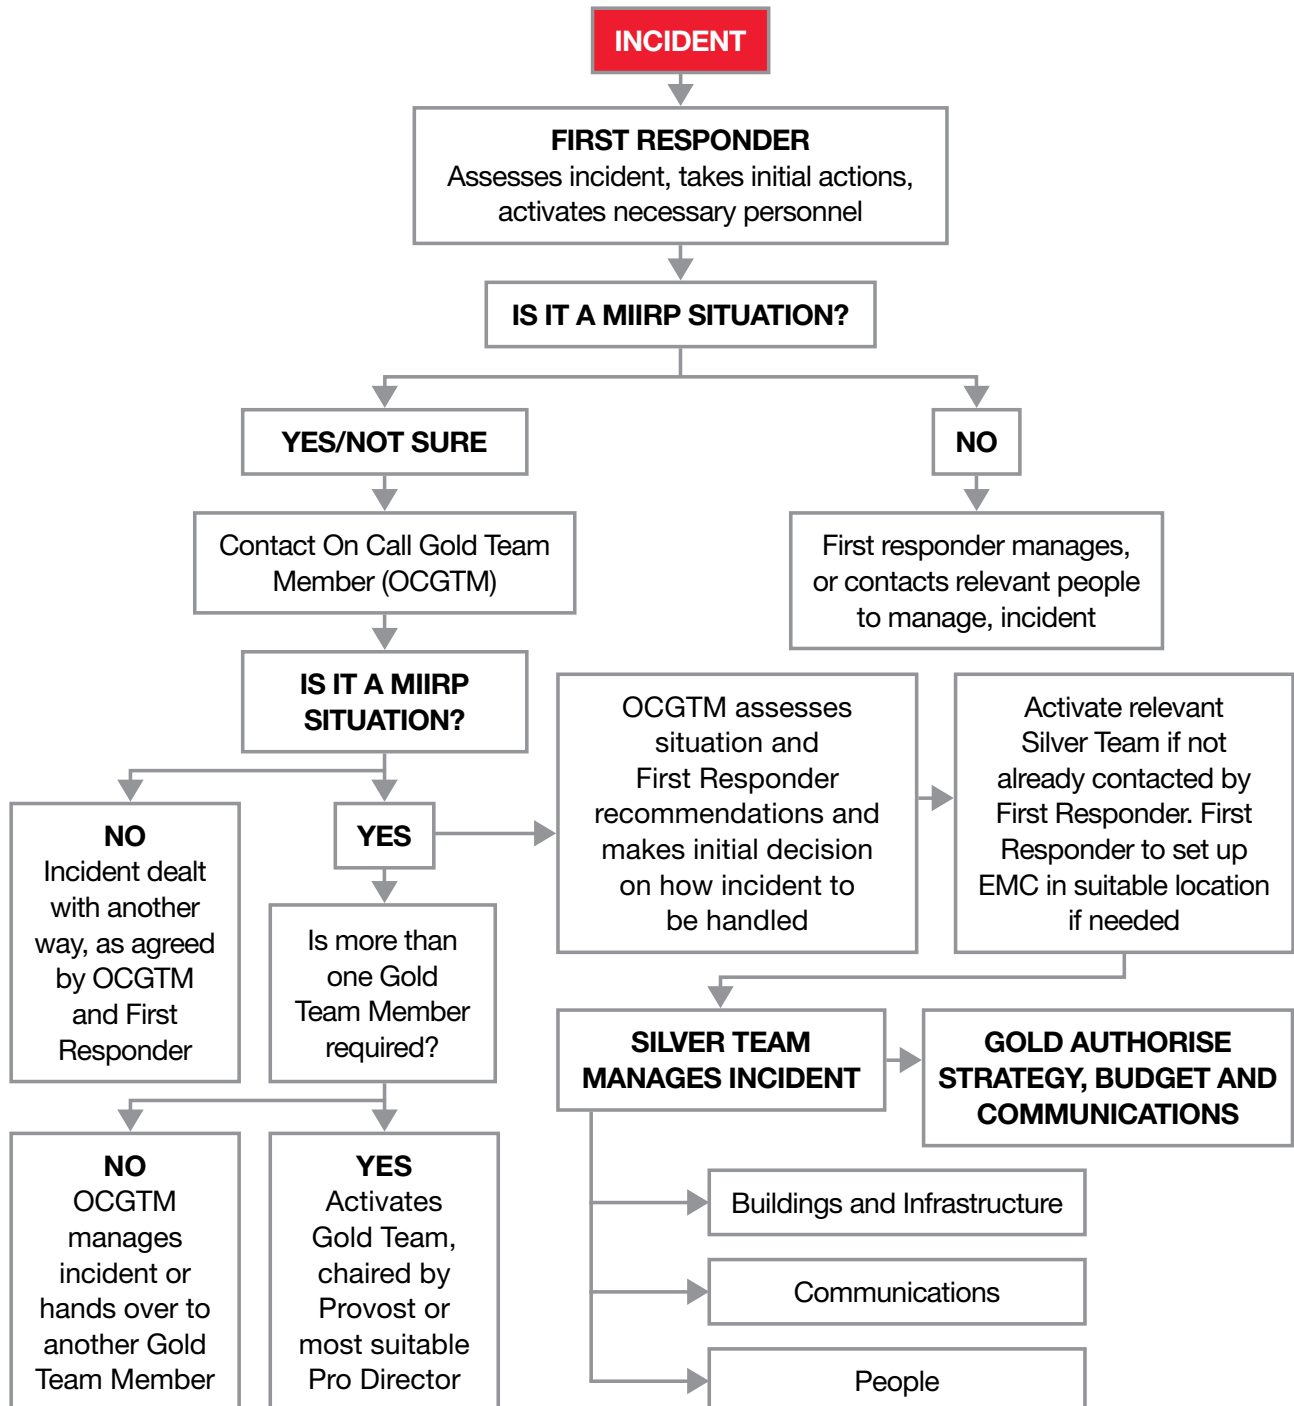 INCIDENT
FIRST RESPONDER
Assesses incident, takes initial actions,
activates necessary personnel
IS IT A MIIRP SITUATION?
YES/NOT SURE
NO
Contact On Call Gold Team
Member (OCGTM)
First responder manages,
or contacts relevant people
to manage, incident
IS IT A MIIRP
SITUATION?
NO
Incident dealt
with another
way, as agreed
by OCGTM
and First
Responder
YES
OCGTM assesses
situation and
First Responder
recommendations and
makes initial decision
on how incident to
be handled
Activate relevant
Silver Team if not
already contacted by
First Responder. First
Responder to set up
EMC in suitable location
if needed
Is more than
one Gold
Team Member
required?
SILVER TEAM
MANAGES INCIDENT
GOLD AUTHORISE
STRATEGY, BUDGET AND
COMMUNICATIONS
NO
OCGTM
manages
incident or
hands over to
another Gold
Team Member
YES
Activates
Gold Team,
chaired by
Provost or
most suitable
Pro Director
Buildings and Infrastructure
Communications
People